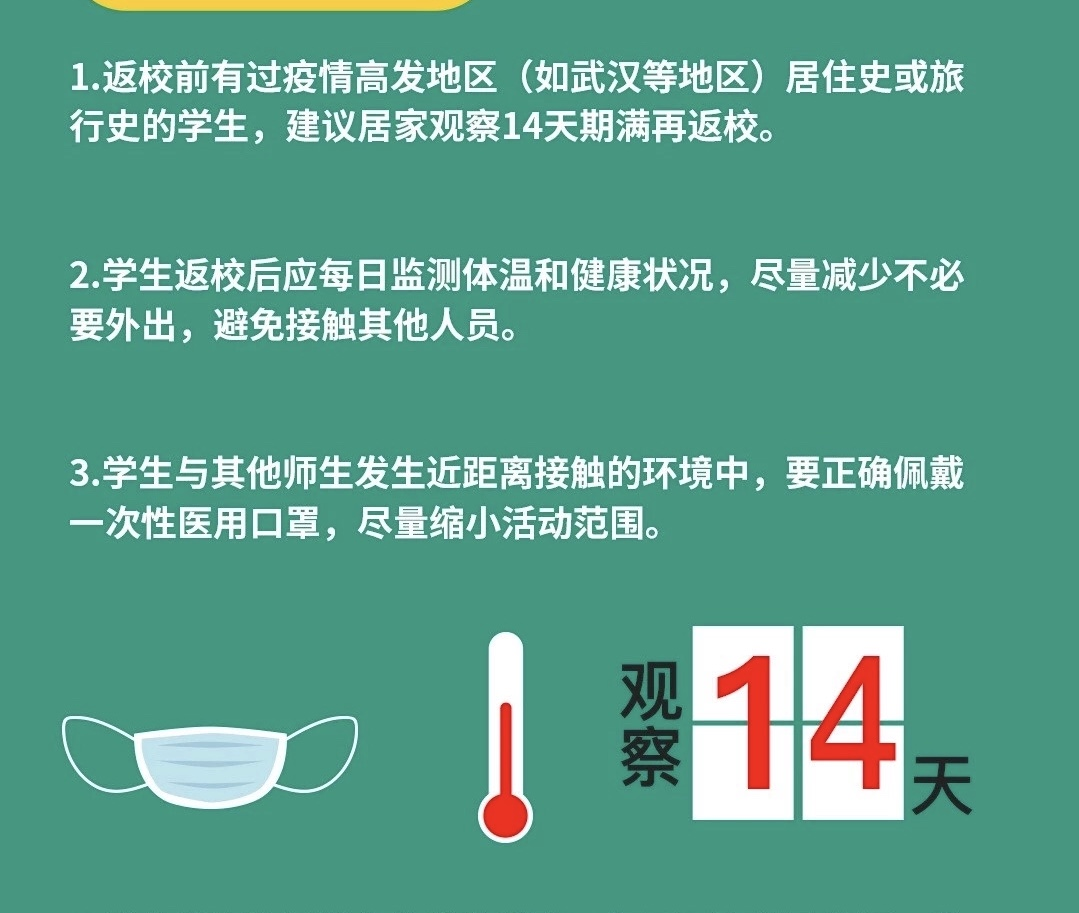 1.返校前有过疫情高发地区（如武汉等地区）居住史或旅
行史的学生，建议居家观察14天期满再返校。
2.学生返校后应每日监测体温和健康状况，尽量减少不必
要外出，避免接触其他人员。
3.学生与其他师生发生近距离接触的环境中，要正确佩戴
一次性医用口罩，尽量缩小活动范围。
观察14天